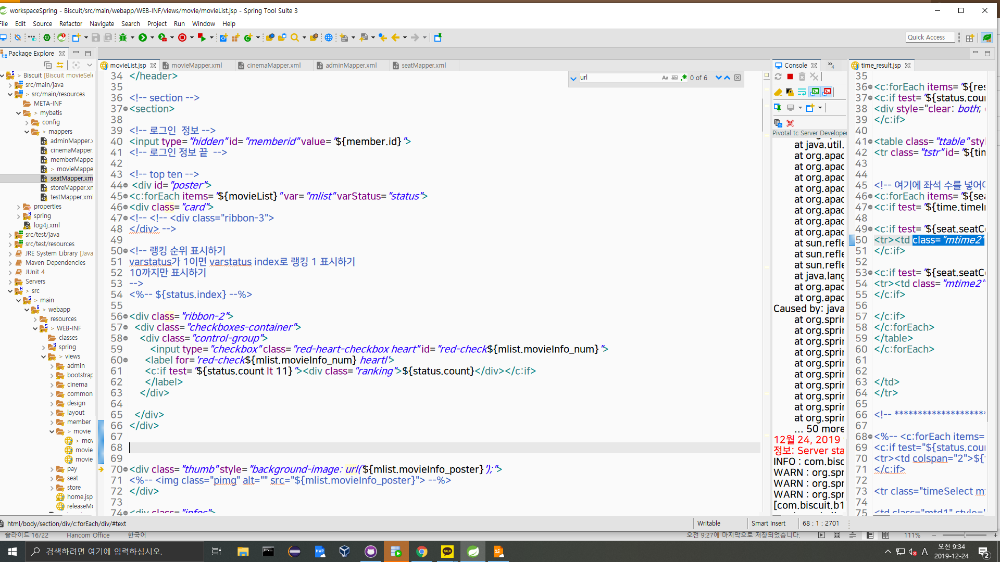 workspaceSpring - Biscuit/src/main/webapp/WEB-INF/views/movie/movieList.jsp - Spring Tool Suite 3
File Edit Source Refactor Navigate Search Project Run Window Help
Quick Access
Package Explore
Biscuit [Biscuit movieSel
src/main/java
> src/main/resources
META-INF
> mybatis
config
> mappers
adminMapper.x
cinemaMapper
memberMappe
> movieMappe
seatMapper.xm
storeMapper.xm
testMapper.xm
properties
spring
log4j.xml
src/test/java
src/test/resources
JRE System Library [Java
Maven Dependencies
JUnit 4
Servers
> src
> main
> webapp
resources
> WEB-INF
classes
spring
> views
admin
bootstrap
cinema
common
design
layout
member
> movie
> mov
movie
movie
pay
seat
store
home.jsp
releaseMo
movieList.jsp movieMapper.xml cinemaMapper.xml adminMapper.xml seatMapper.xml
url Aa Ab 0 of 6
34 </header>
35
36 <!-- section -->
37 <section>
38
39 <!-- 로그인  정보 -->
40 <input type="hidden" id="memberid" value="${member.id}">
41 <!-- 로그인 정보 끝  -->
42
43 <!-- top ten -->
44 <div id="poster">
45 <c:forEach items="${movieList}" var="mlist" varStatus="status">
46 <div class="card">
47 <!-- <!-- <div class="ribbon-3">
48 </div> -->
49
50 <!-- 랭킹 순위 표시하기
51 varstatus가 1이면 varstatus index로 랭킹 1 표시하기
52 10까지만 표시하기
53 -->
54 <%-- ${status.index} --%>
55
56 <div class="ribbon-2">
57 <div class="checkboxes-container">
58 <div class="control-group">
59 <input type="checkbox" class="red-heart-checkbox heart" id="red-check${mlist.movieInfo_num}">
60 <label for='red-check${mlist.movieInfo_num} heartl'>
61 <c:if test="${status.count lt 11}"><div class="ranking">${status.count}</div></c:if>
62 </label>
63 </div>
64
65 </div>
66 </div>
67
68
69
70 <div class="thumb" style="background-image: url('${mlist.movieInfo_poster}');">
71 <%-- <img class="pimg" alt="" src="${mlist.movieInfo_poster}"> --%>
72 </div>
73
74 <div class="infos">
Console 4
Pivotal tc Server Developer
at java.util.
at org.apac
at org.apac
at org.apac
at org.apac
at org.apac
at org.apac
at org.apac
at org.apac
at sun.refle
at sun.refle
at sun.refle
at java.lang
at org.apac
at org.apac
Caused by: java
at org.sprin
at org.sprin
at org.sprin
at org.sprin
at org.sprin
at org.sprin
at org.sprin
at org.sprin
at org.sprin
at org.sprin
... 50 more
12월 24, 2019
정보: Server sta
INFO : com.bisc
WARN : org.spr
WARN : org.spr
WARN : org.spr
[com.biscuit.b1
time_result.jsp
35
36 <c:forEach items="${res
37 <c:if test="${status.cour
38 <div style="clear: both;
39 </c:if>
40
41 <table class="ttable" styl
42 <tr class="tstr" id="${tim
43
44
45 <!-- 여기에 좌석 수를 넣어야
46 <c:forEach items="${sea
47 <c:if test="${time.timeIn
48
49 <c:if test="${seat.seatCo
50 <tr><td class="mtime2"
51 </c:if>
52
53 <c:if test="${seat.seatCo
54 <tr><td class="mtime2"
55 </c:if>
56
57 </c:if>
58 </c:forEach>
59 </table>
60 </c:forEach>
61
62
63 </td>
64 </tr>
65
66 <!-- ********************
67
68 <%-- <c:forEach items=
69 <c:if test="${status.cour
70 <tr><td colspan="2">${
71 </c:if>
72
73 <tr class="timeSelect m
74
75 <td class="mtd1" style=
html/body/section/div/c:forEach/div/#text Writable Smart Insert 68 : 1 : 2701
슬라이드 16/22 Hancom Office 한국어 오전 9:27에 마지막으로 저장되었습니다. 111%
검색하려면 여기에 입력하십시오. HWP TALK A 오전 9:34
2019-12-24 2